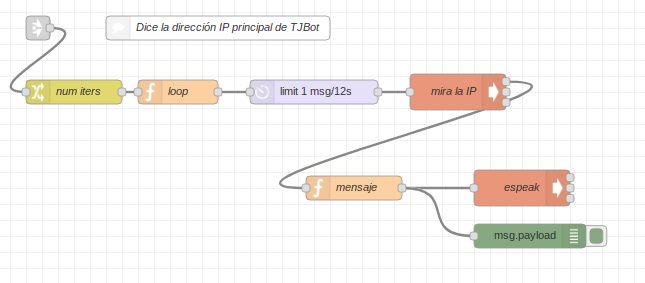 Dice la dirección IP principal de TJBot
num iters
loop
limit 1 msg/12s
mira la IP
mensaje
espeak
msg.payload